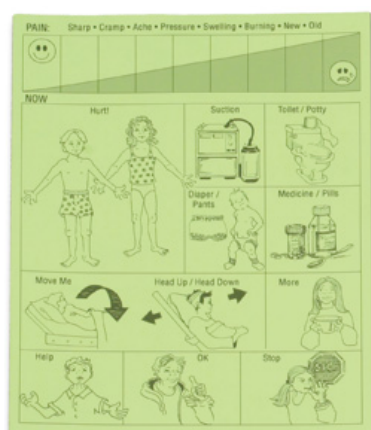 PAIN: Sharp • Cramp • Ache • Pressure • Swelling • Burning • New • Old
NOW
Hurt!
Suction
Toilet / Potty
Diaper / Pants
Medicine / Pills
Move Me
Head Up / Head Down
More
Help
OK
Stop
STOP